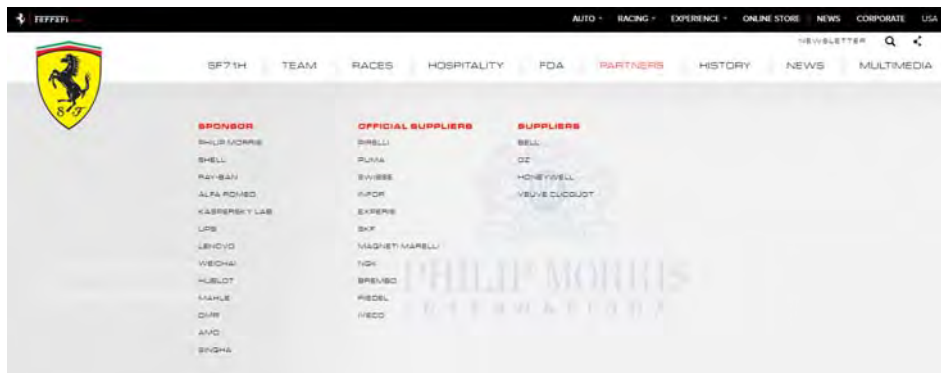 Ferrari
AUTO RACING EXPERIENCE ONLINE STORE NEWS CORPORATE USA
NEWSLETTER
SF71H TEAM RACES HOSPITALITY FDA PARTNERS HISTORY NEWS MULTIMEDIA
S F
SPONSOR
PHILIP MORRIS
SHELL
RAY-BAN
ALFA ROMEO
KASPERSKY LAB
UPS
LENOVO
WEICHAI
HUBLOT
MAHLE
OMR
AMD
SINGHA
OFFICIAL SUPPLIERS
PIRELLI
PUMA
SWISSE
INFOR
EXPERIS
SKF
MAGNETI MARELLI
NGK
BREMBO
RIEDEL
IVECO
SUPPLIERS
BELL
OZ
HONEYWELL
VEUVE CLICQUOT
PHILIP MORRIS
INTERNATIONAL